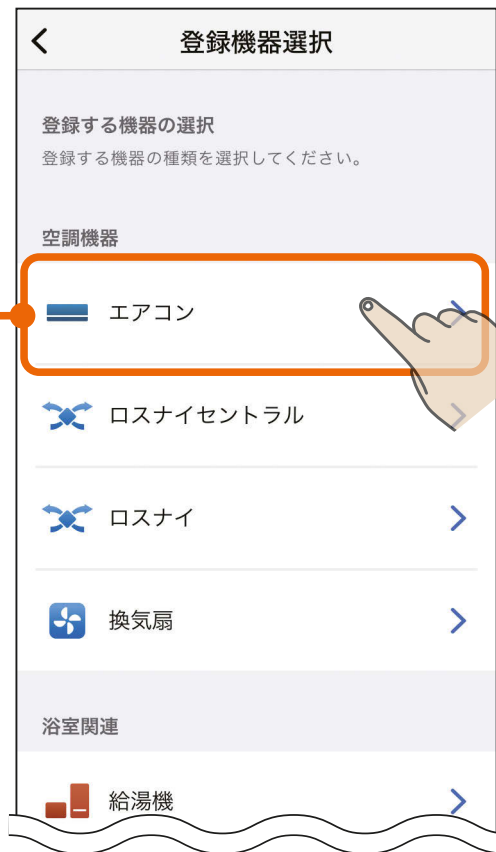 登録機器選択
登録する機器の選択
登録する機器の種類を選択してください。
空調機器
エアコン
ロスナイセントラル
ロスナイ
換気扇
浴室関連
給湯機